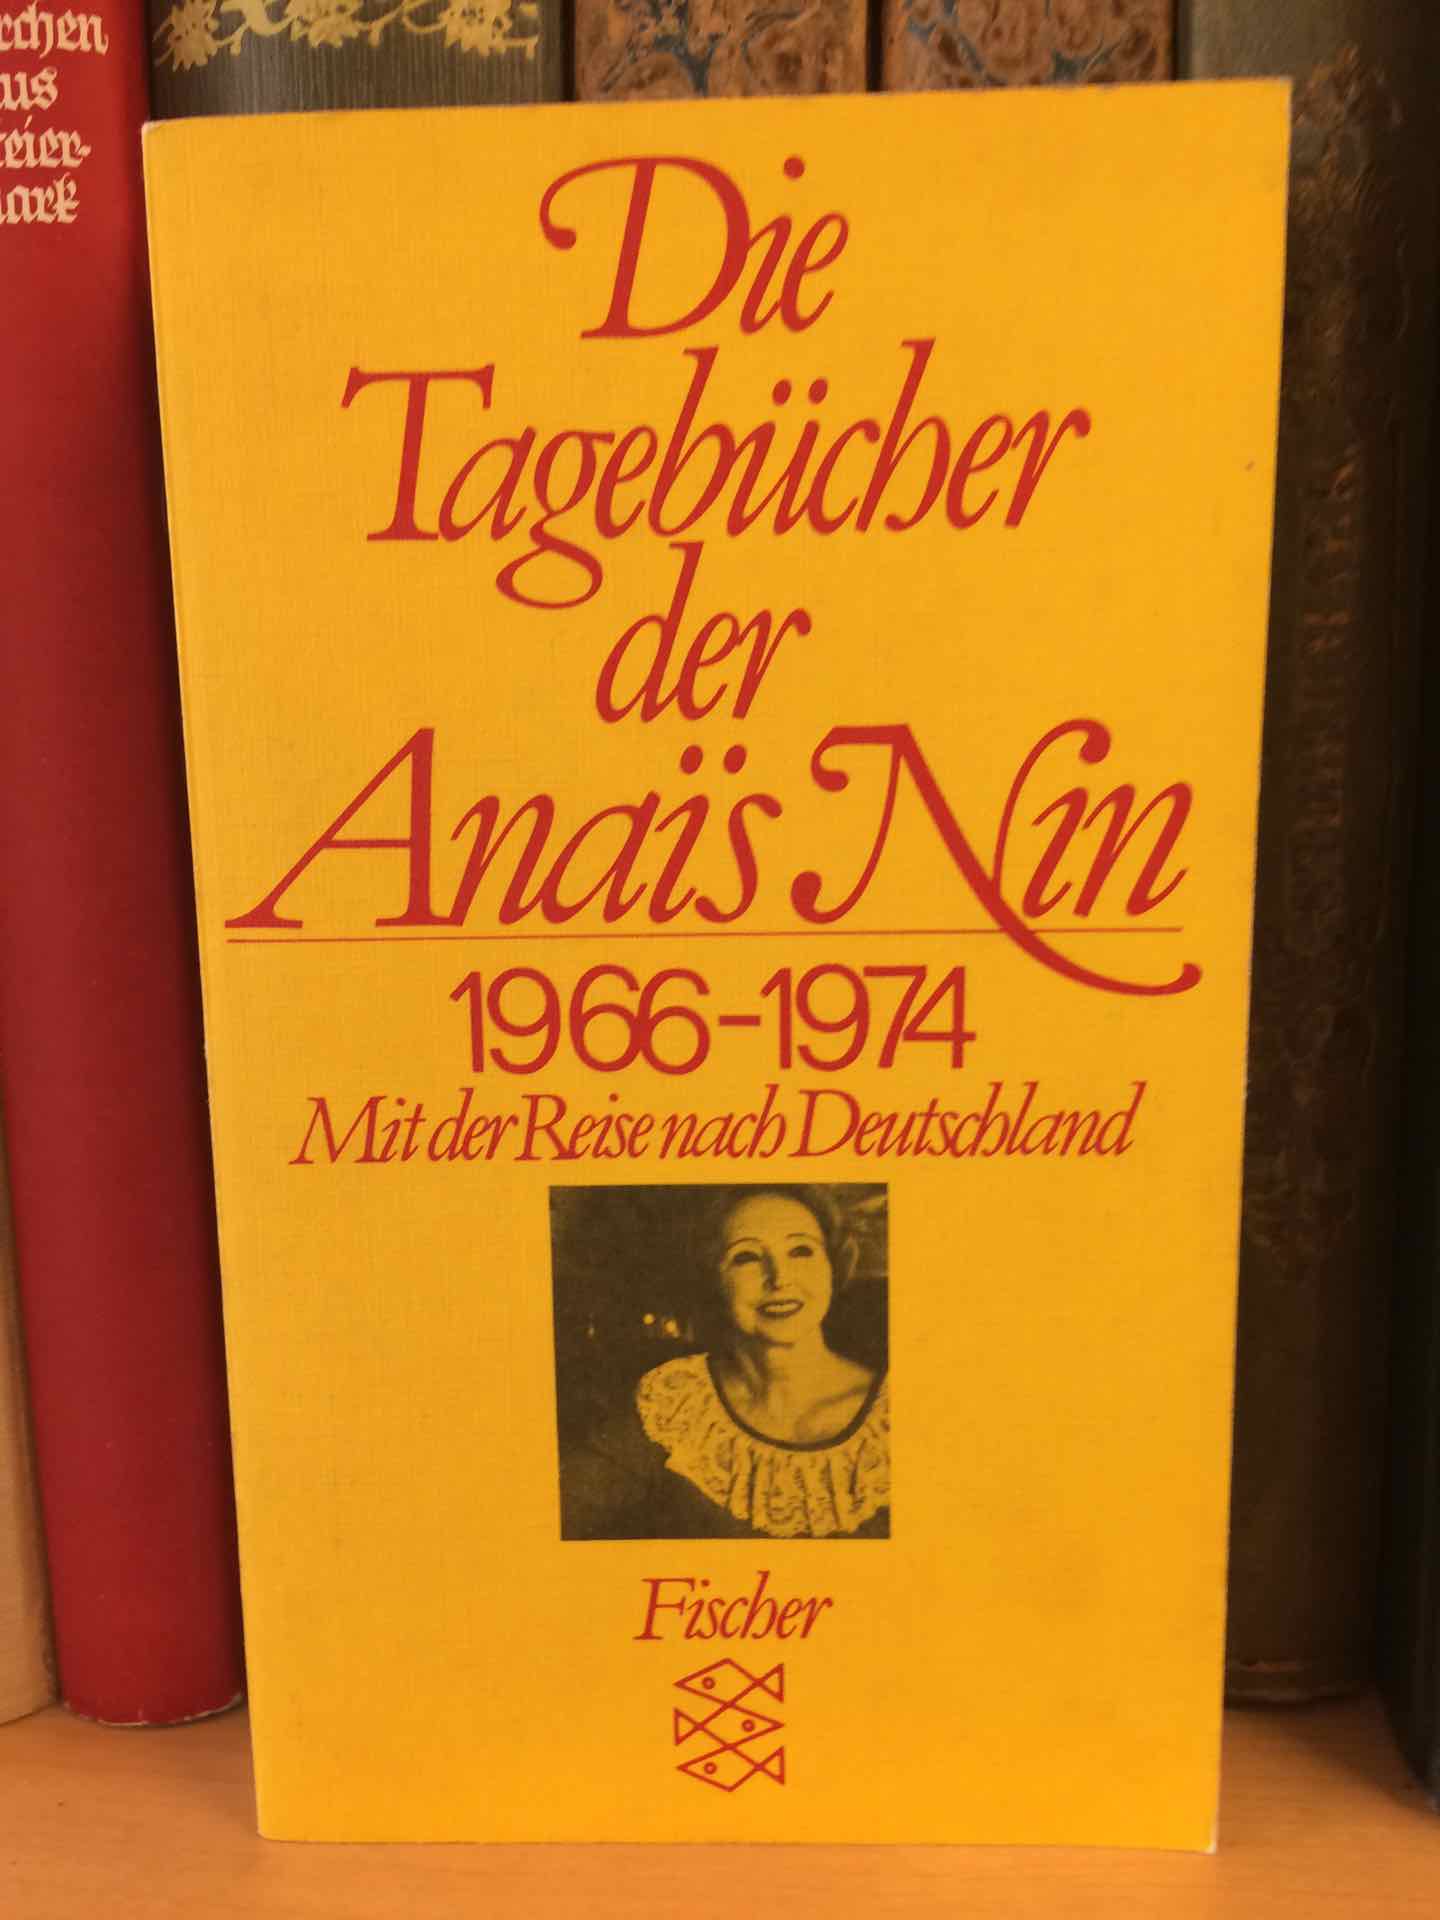 Die
Tagebücher
der
Anaïs Nin
1966-1974
Mit der Reise nach Deutschland
Fischer